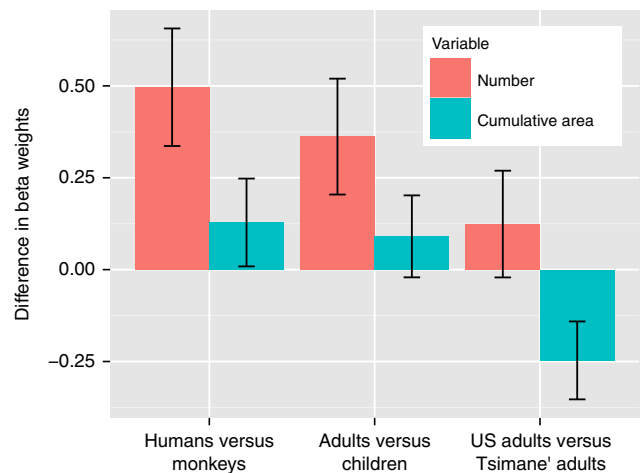 Variable
Number
Cumulative area
Difference in beta weights
0.50
0.25
0.00
−0.25
Humans versus
monkeys
Adults versus
children
US adults versus
Tsimane' adults